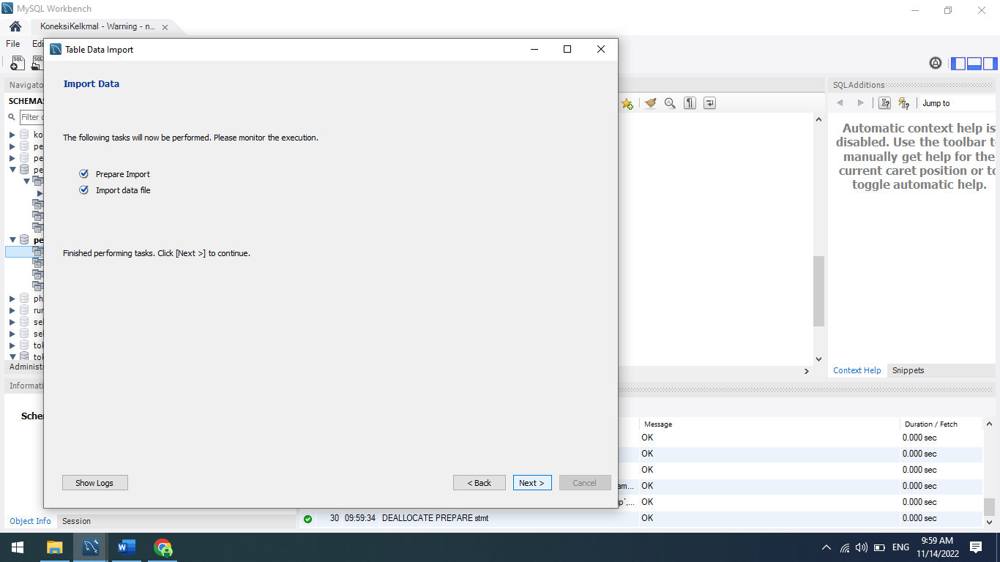 MySQL Workbench
KoneksiKelkmal - Warning - n...
File Edi
Table Data Import
Import Data
The following tasks will now be performed. Please monitor the execution.
Prepare Import
Import data file
Finished performing tasks. Click [Next >] to continue.
Show Logs
< Back
Next >
Cancel
Navigato
SCHEMAS
Filter o
ko
pe
pe
pe
pe
ph
rur
sel
sel
tok
tok
Administ
Informati
Scher
Object Info
Session
SQLAdditions
Jump to
Automatic context help is
disabled. Use the toolbar t
manually get help for the
current caret position or to
toggle automatic help.
Context Help
Snippets
Message
Duration / Fetch
OK
0.000 sec
OK
0.000 sec
OK
0.000 sec
am...
OK
0.000 sec
p`,...
OK
0.000 sec
30 09:59:34 DEALLOCATE PREPARE stmt
OK
0.000 sec
ENG
9:59 AM
11/14/2022